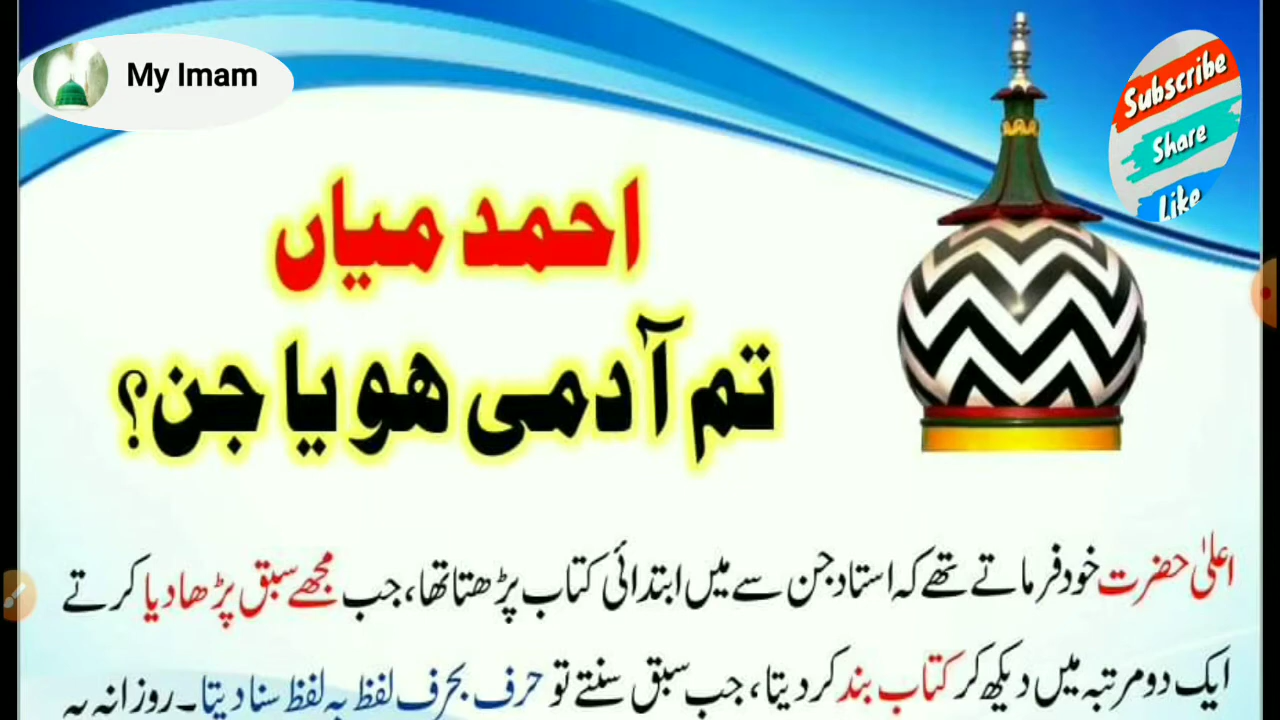 My Imam
Subscribe
Share
Like
احمد میاں
تم آدمی ہو یا جن؟
اعلیٰ حضرت خود فرماتے تھے کہ استاد جن سے میں ابتدائی کتاب پڑھتا تھا، جب مجھے سبق پڑھا دیا کرتے
ایک دو مرتبہ میں دیکھ کر کتاب بند کر دیتا، جب سبق سنتے تو حرف بحرف لفظ بہ لفظ سنا دیتا۔ روزانہ یہ